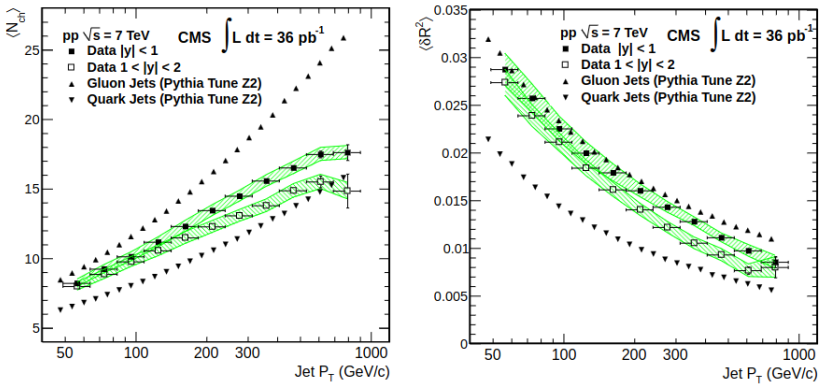 ⟨N_ch⟩
25
20
15
10
5
pp √s = 7 TeV
CMS ∫L dt = 36 pb⁻¹
Data |y| < 1
Data 1 < |y| < 2
Gluon Jets (Pythia Tune Z2)
Quark Jets (Pythia Tune Z2)
50 100 200 300 1000
Jet P_T (GeV/c)
⟨δR²⟩
0.035
0.03
0.025
0.02
0.015
0.01
0.005
0
pp √s = 7 TeV
CMS ∫L dt = 36 pb⁻¹
Data |y| < 1
Data 1 < |y| < 2
Gluon Jets (Pythia Tune Z2)
Quark Jets (Pythia Tune Z2)
50 100 200 300 1000
Jet P_T (GeV/c)